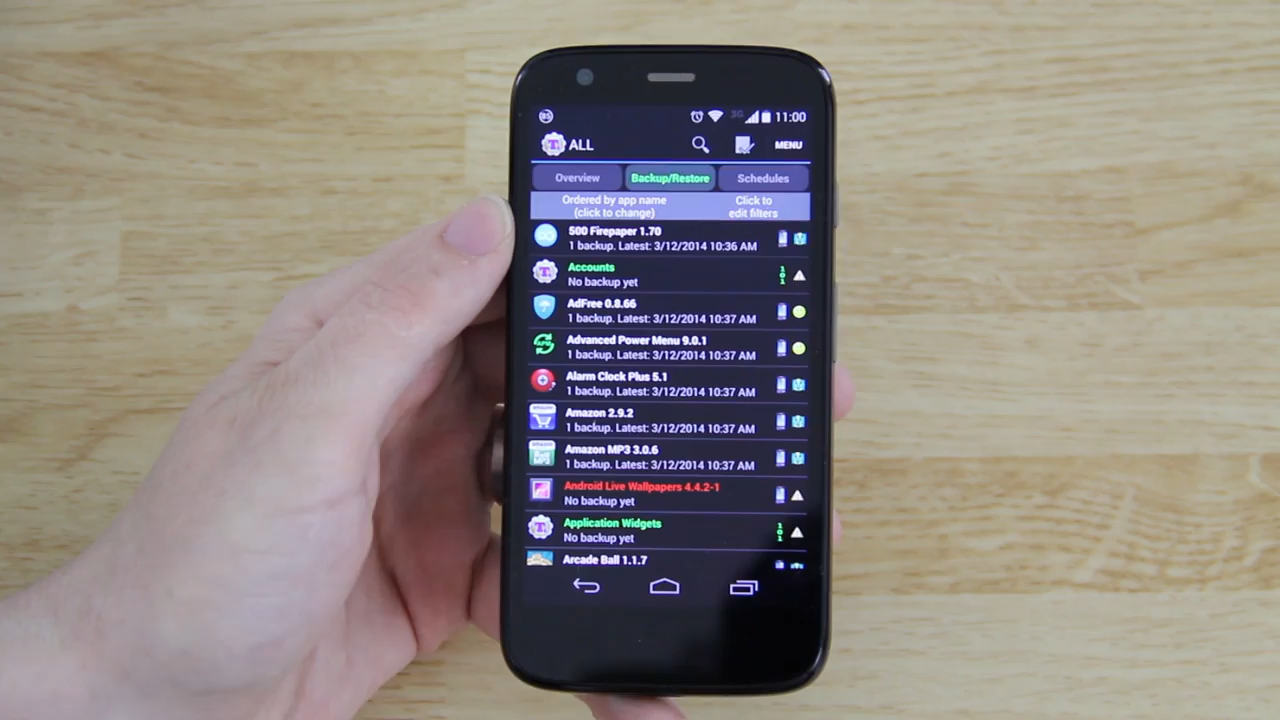 3G 11:00
ALL MENU
Overview Backup/Restore Schedules
Ordered by app name Click to
(click to change) edit filters
500 Firepaper 1.70
1 backup. Latest: 3/12/2014 10:36 AM
Accounts
No backup yet
AdFree 0.8.66
1 backup. Latest: 3/12/2014 10:37 AM
Advanced Power Menu 9.0.1
1 backup. Latest: 3/12/2014 10:37 AM
Alarm Clock Plus 5.1
1 backup. Latest: 3/12/2014 10:37 AM
Amazon 2.9.2
1 backup. Latest: 3/12/2014 10:37 AM
Amazon MP3 3.0.6
1 backup. Latest: 3/12/2014 10:37 AM
Android Live Wallpapers 4.4.2-1
No backup yet
Application Widgets
No backup yet
Arcade Ball 1.1.7